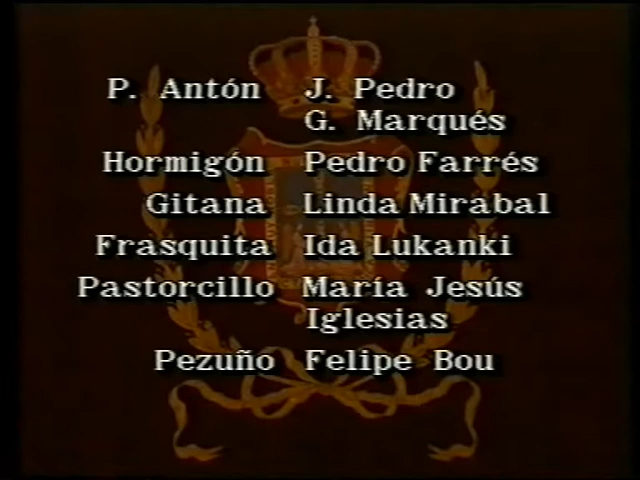 P. Antón J. Pedro
G. Marqués
Hormigón Pedro Farrés
Gitana Linda Mirabal
Frasquita Ida Lukanki
Pastorcillo María Jesús
Iglesias
Pezuño Felipe Bou